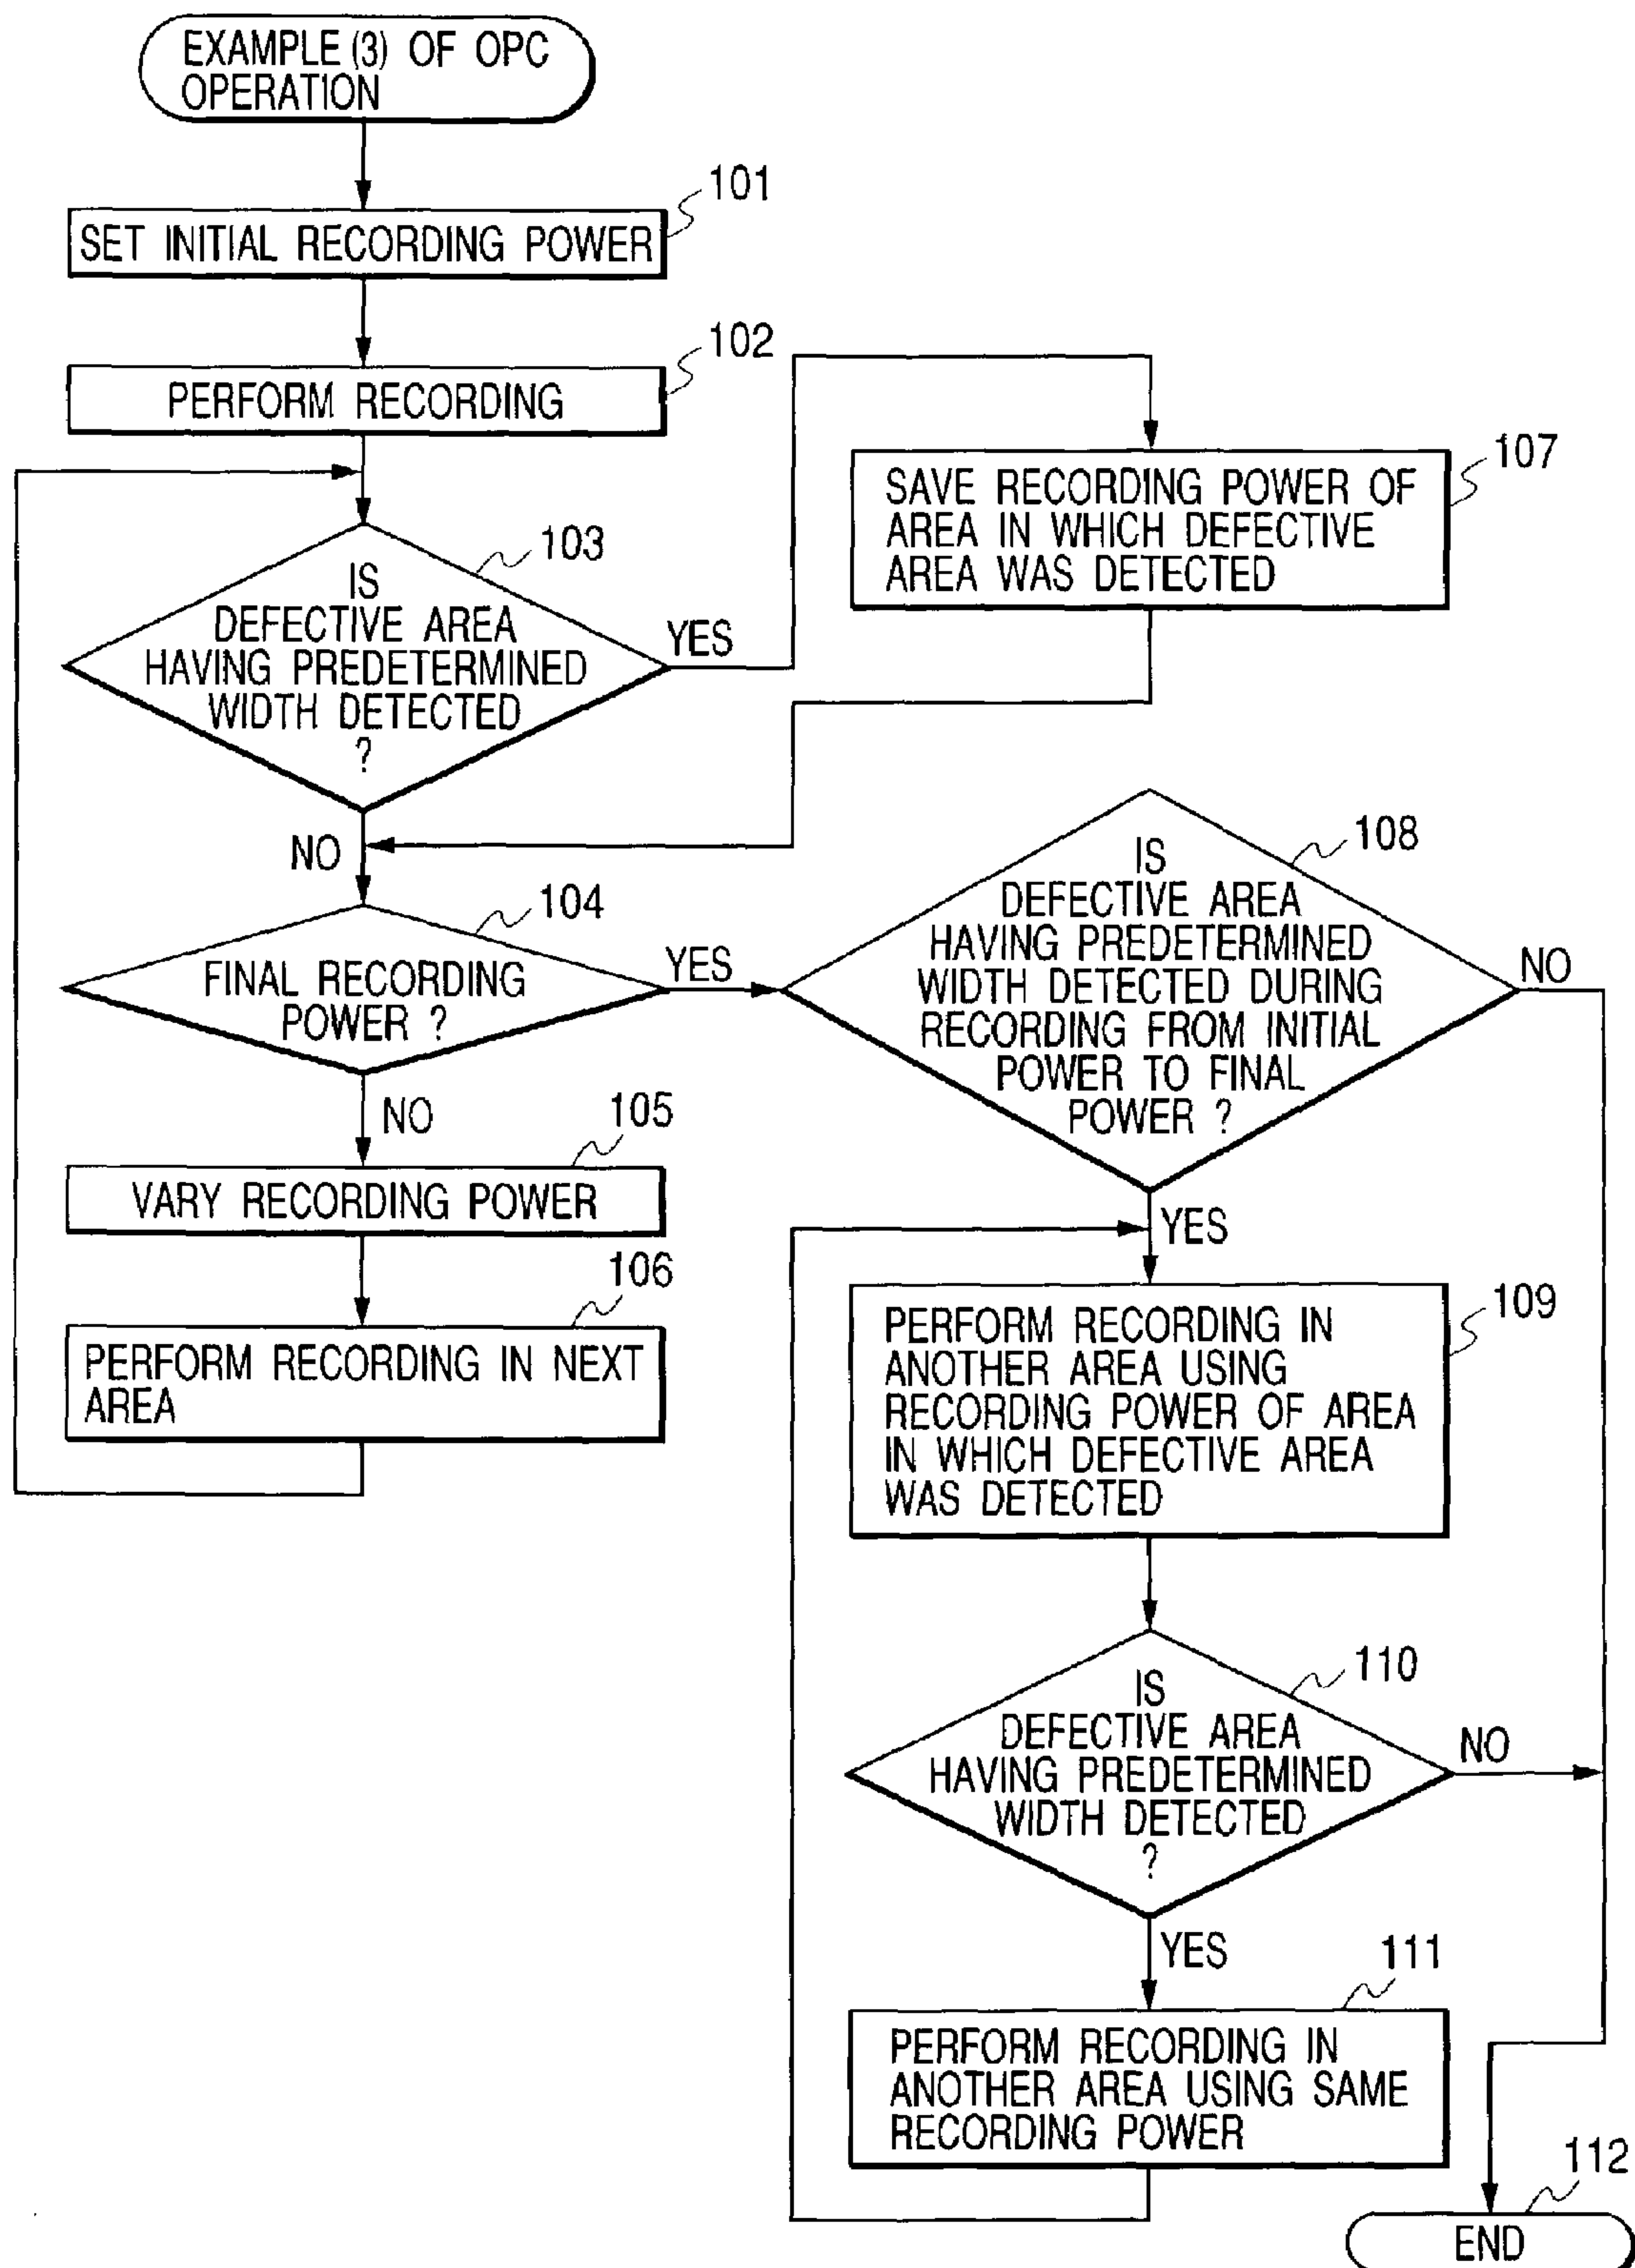 EXAMPLE (3) OF OPC
OPERATION
101
SET INITIAL RECORDING POWER
102
PERFORM RECORDING
103
IS
DEFECTIVE AREA
HAVING PREDETERMINED
WIDTH DETECTED
?
YES
NO
107
SAVE RECORDING POWER OF
AREA IN WHICH DEFECTIVE
AREA WAS DETECTED
104
FINAL RECORDING
POWER ?
YES
NO
105
VARY RECORDING POWER
106
PERFORM RECORDING IN NEXT
AREA
108
IS
DEFECTIVE AREA
HAVING PREDETERMINED
WIDTH DETECTED DURING
RECORDING FROM INITIAL
POWER TO FINAL
POWER ?
NO
YES
109
PERFORM RECORDING IN
ANOTHER AREA USING
RECORDING POWER OF AREA
IN WHICH DEFECTIVE AREA
WAS DETECTED
110
IS
DEFECTIVE AREA
HAVING PREDETERMINED
WIDTH DETECTED
?
NO
YES
111
PERFORM RECORDING IN
ANOTHER AREA USING SAME
RECORDING POWER
112
END